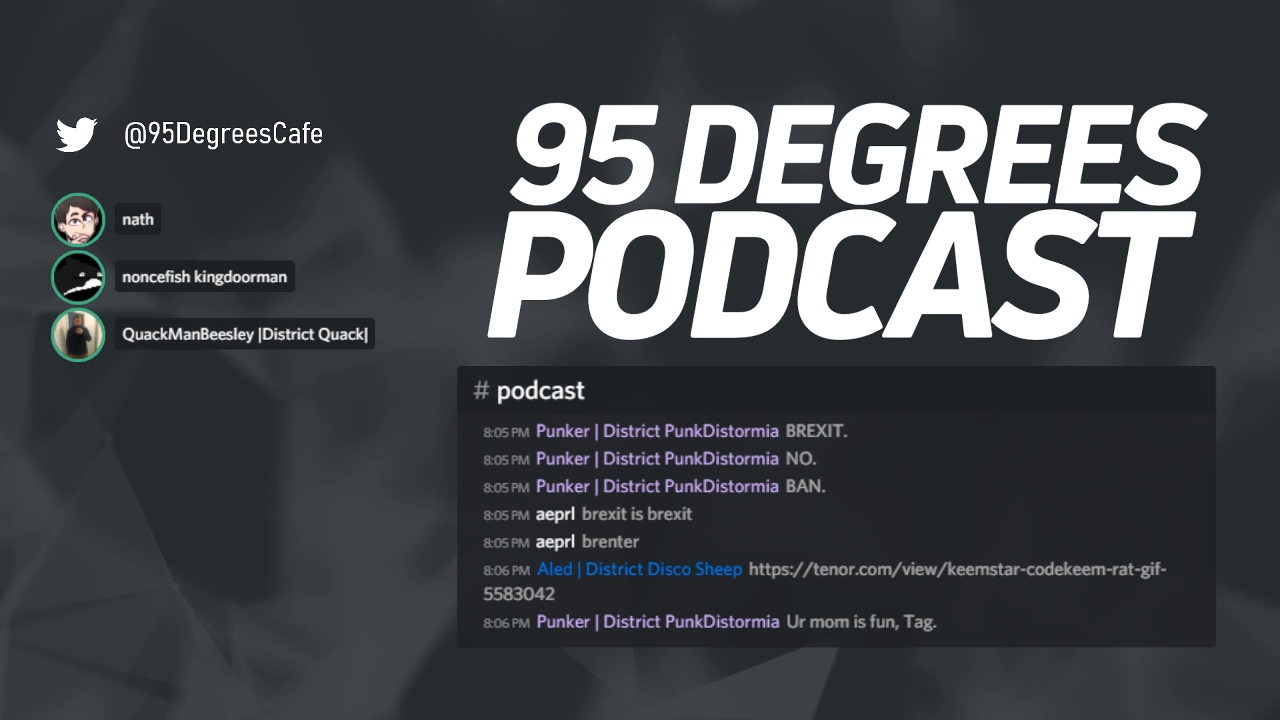 @95DegreesCafe
nath
noncefish kingdoorman
QuackManBeesley |District Quack|
95 DEGREES
PODCAST
# podcast
8:05 PM Punker | District PunkDistormia BREXIT.
8:05 PM Punker | District PunkDistormia NO.
8:05 PM Punker | District PunkDistormia BAN.
8:05 PM aeprl brexit is brexit
8:05 PM aeprl brenter
8:06 PM Aled | District Disco Sheep https://tenor.com/view/keemstar-codekeem-rat-gif-
5583042
8:06 PM Punker | District PunkDistormia Ur mom is fun, Tag.